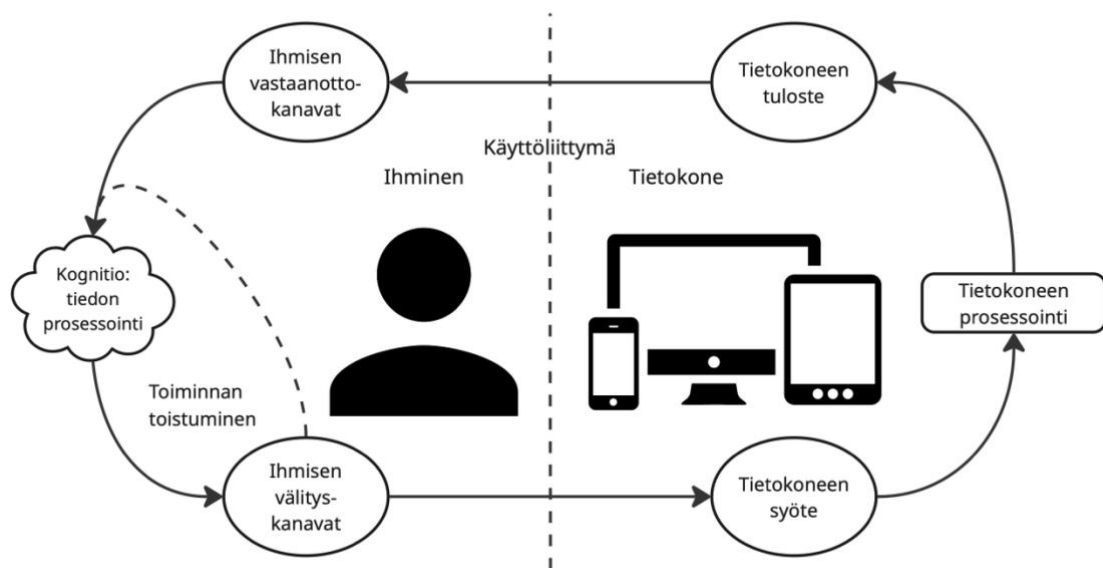 Ihmisen
vastaanotto-
kanavat
Tietokoneen
tuloste
Käyttöliittymä
Ihminen
Tietokone
Kognitio:
tiedon
prosessointi
Tietokoneen
prosessointi
Toiminnan
toistuminen
Ihmisen
välitys-
kanavat
Tietokoneen
syöte